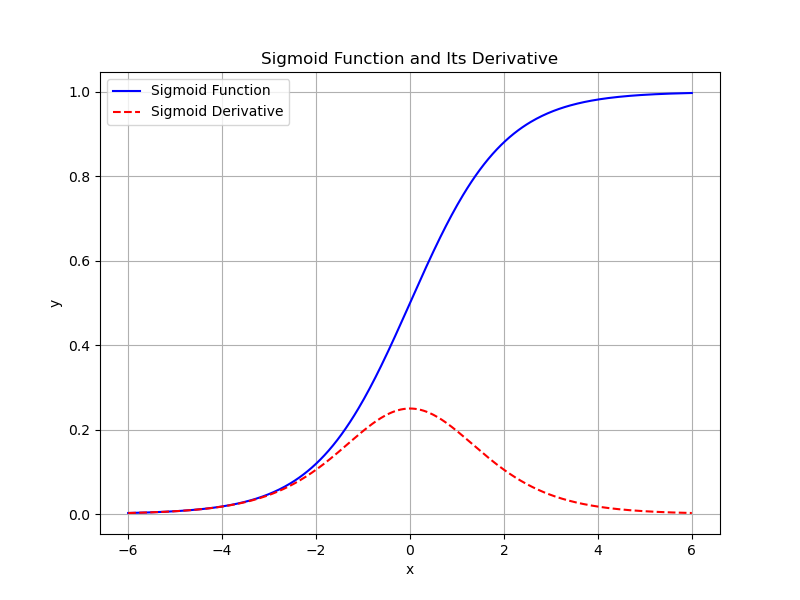 Sigmoid Function and Its Derivative
Sigmoid Function
Sigmoid Derivative
1.0
0.8
0.6
0.4
0.2
0.0
y
−6
−4
−2
0
2
4
6
x